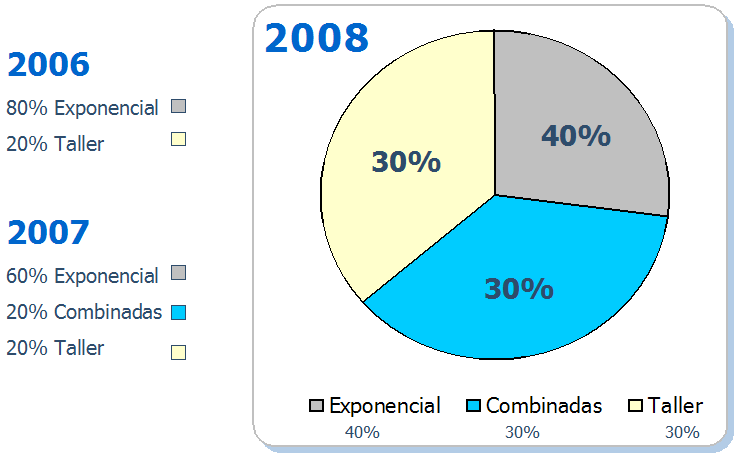 2006
80% Exponencial
20% Taller
2007
60% Exponencial
20% Combinadas
20% Taller
2008
40%
30%
30%
Exponencial Combinadas Taller
40% 30% 30%